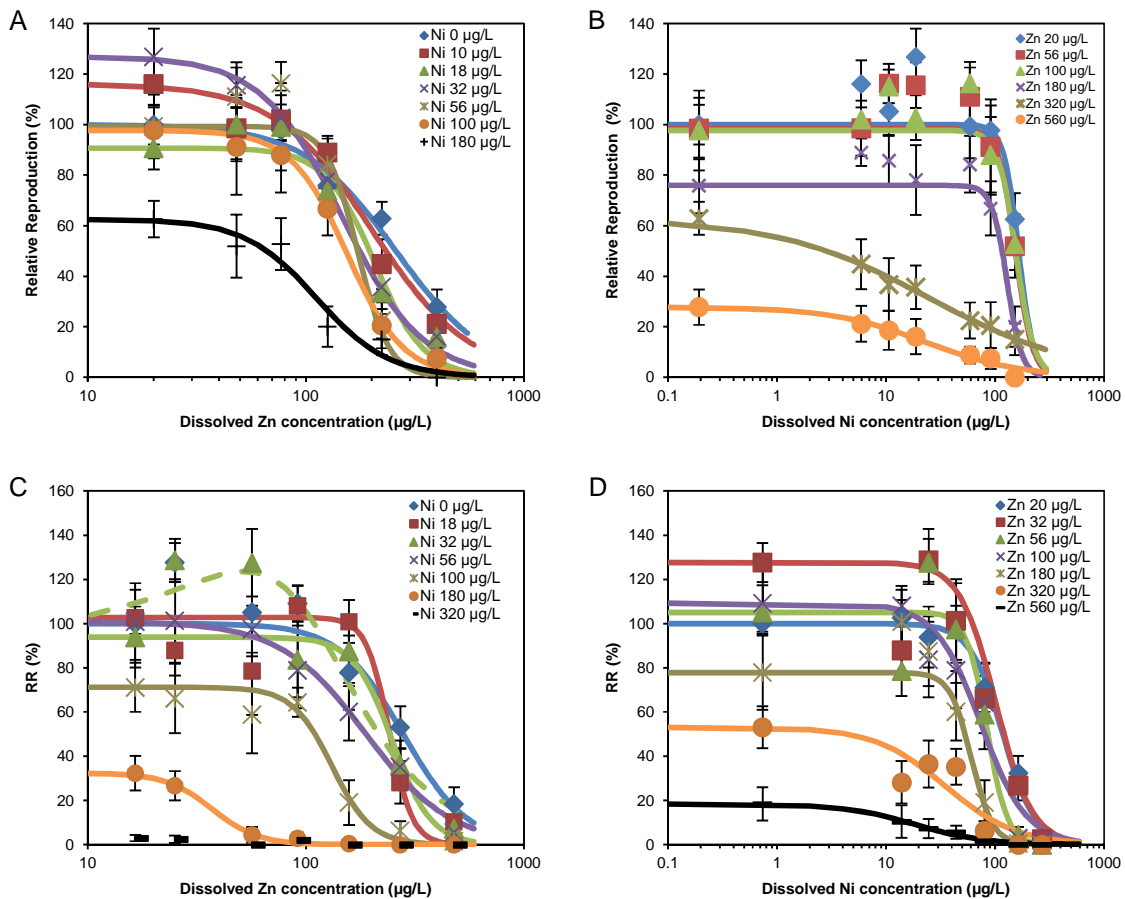 A
Relative Reproduction (%)
140
120
100
80
60
40
20
0
10
100
1000
Dissolved Zn concentration (µg/L)
Ni 0 µg/L
Ni 10 µg/L
Ni 18 µg/L
Ni 32 µg/L
Ni 56 µg/L
Ni 100 µg/L
Ni 180 µg/L
B
Relative Reproduction (%)
140
120
100
80
60
40
20
0
0.1
1
10
100
1000
Dissolved Ni concentration (µg/L)
Zn 20 µg/L
Zn 56 µg/L
Zn 100 µg/L
Zn 180 µg/L
Zn 320 µg/L
Zn 560 µg/L
C
RR (%)
160
140
120
100
80
60
40
20
0
10
100
1000
Dissolved Zn concentration (µg/L)
Ni 0 µg/L
Ni 18 µg/L
Ni 32 µg/L
Ni 56 µg/L
Ni 100 µg/L
Ni 180 µg/L
Ni 320 µg/L
D
RR (%)
160
140
120
100
80
60
40
20
0
0.1
1
10
100
1000
Dissolved Ni concentration (µg/L)
Zn 20 µg/L
Zn 32 µg/L
Zn 56 µg/L
Zn 100 µg/L
Zn 180 µg/L
Zn 320 µg/L
Zn 560 µg/L